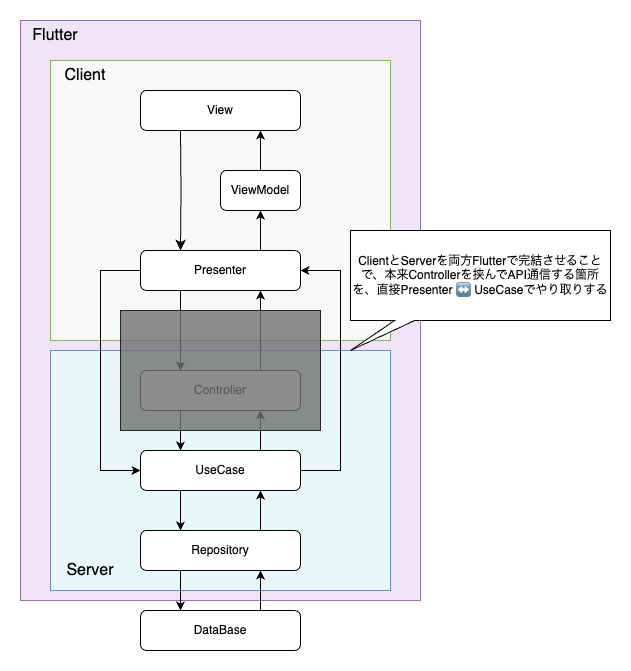 Flutter
Client
View
ViewModel
ClientとServerを両方Flutterで完結させること
で、本来Controllerを挟んでAPI通信する箇所
を、直接Presenter ↔️ UseCaseでやり取りする
Presenter
Controller
UseCase
Repository
Server
DataBase